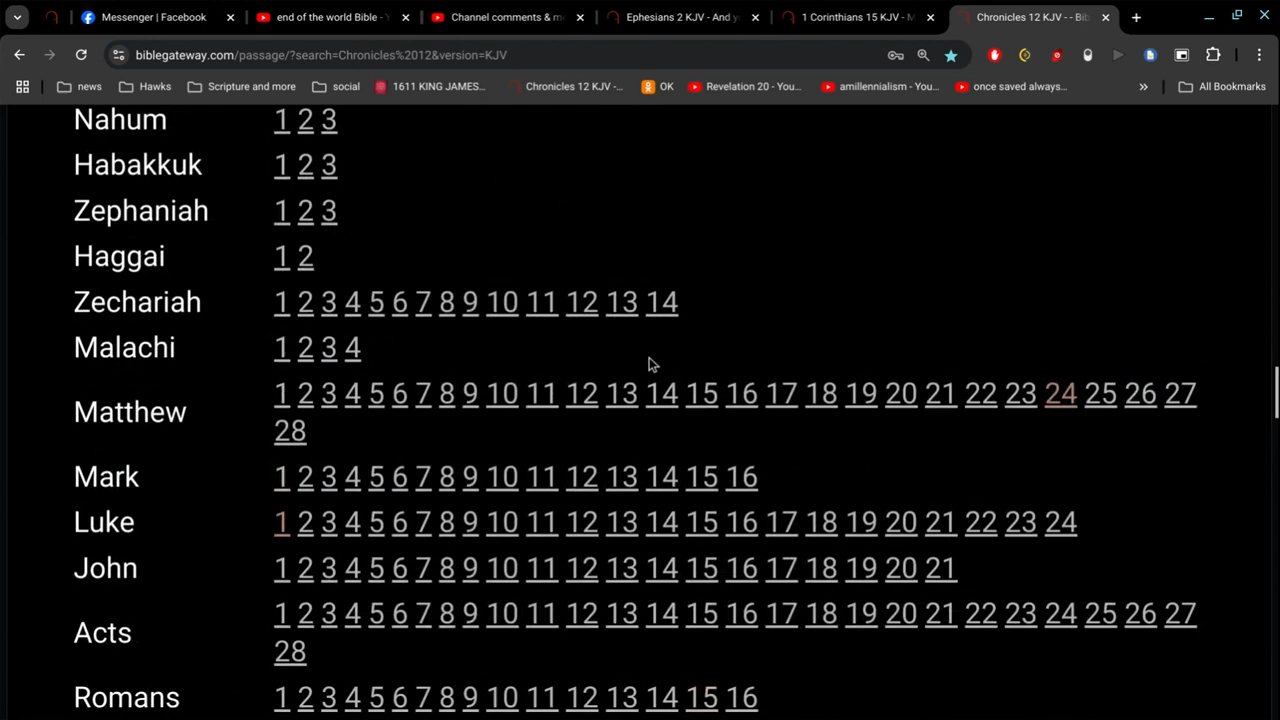 Messenger | Facebook
end of the world Bible - Y
Channel comments & m
Ephesians 2 KJV - And y
1 Corinthians 15 KJV - M
Chronicles 12 KJV - - Bib
biblegateway.com/passage/?search=Chronicles%2012&version=KJV
news
Hawks
Scripture and more
social
1611 KING JAMES...
Chronicles 12 KJV -...
OK
Revelation 20 - You...
amillennialism - You...
once saved always...
All Bookmarks
Nahum 1 2 3
Habakkuk 1 2 3
Zephaniah 1 2 3
Haggai 1 2
Zechariah 1 2 3 4 5 6 7 8 9 10 11 12 13 14
Malachi 1 2 3 4
Matthew 1 2 3 4 5 6 7 8 9 10 11 12 13 14 15 16 17 18 19 20 21 22 23 24 25 26 27
28
Mark 1 2 3 4 5 6 7 8 9 10 11 12 13 14 15 16
Luke 1 2 3 4 5 6 7 8 9 10 11 12 13 14 15 16 17 18 19 20 21 22 23 24
John 1 2 3 4 5 6 7 8 9 10 11 12 13 14 15 16 17 18 19 20 21
Acts 1 2 3 4 5 6 7 8 9 10 11 12 13 14 15 16 17 18 19 20 21 22 23 24 25 26 27
28
Romans 1 2 3 4 5 6 7 8 9 10 11 12 13 14 15 16